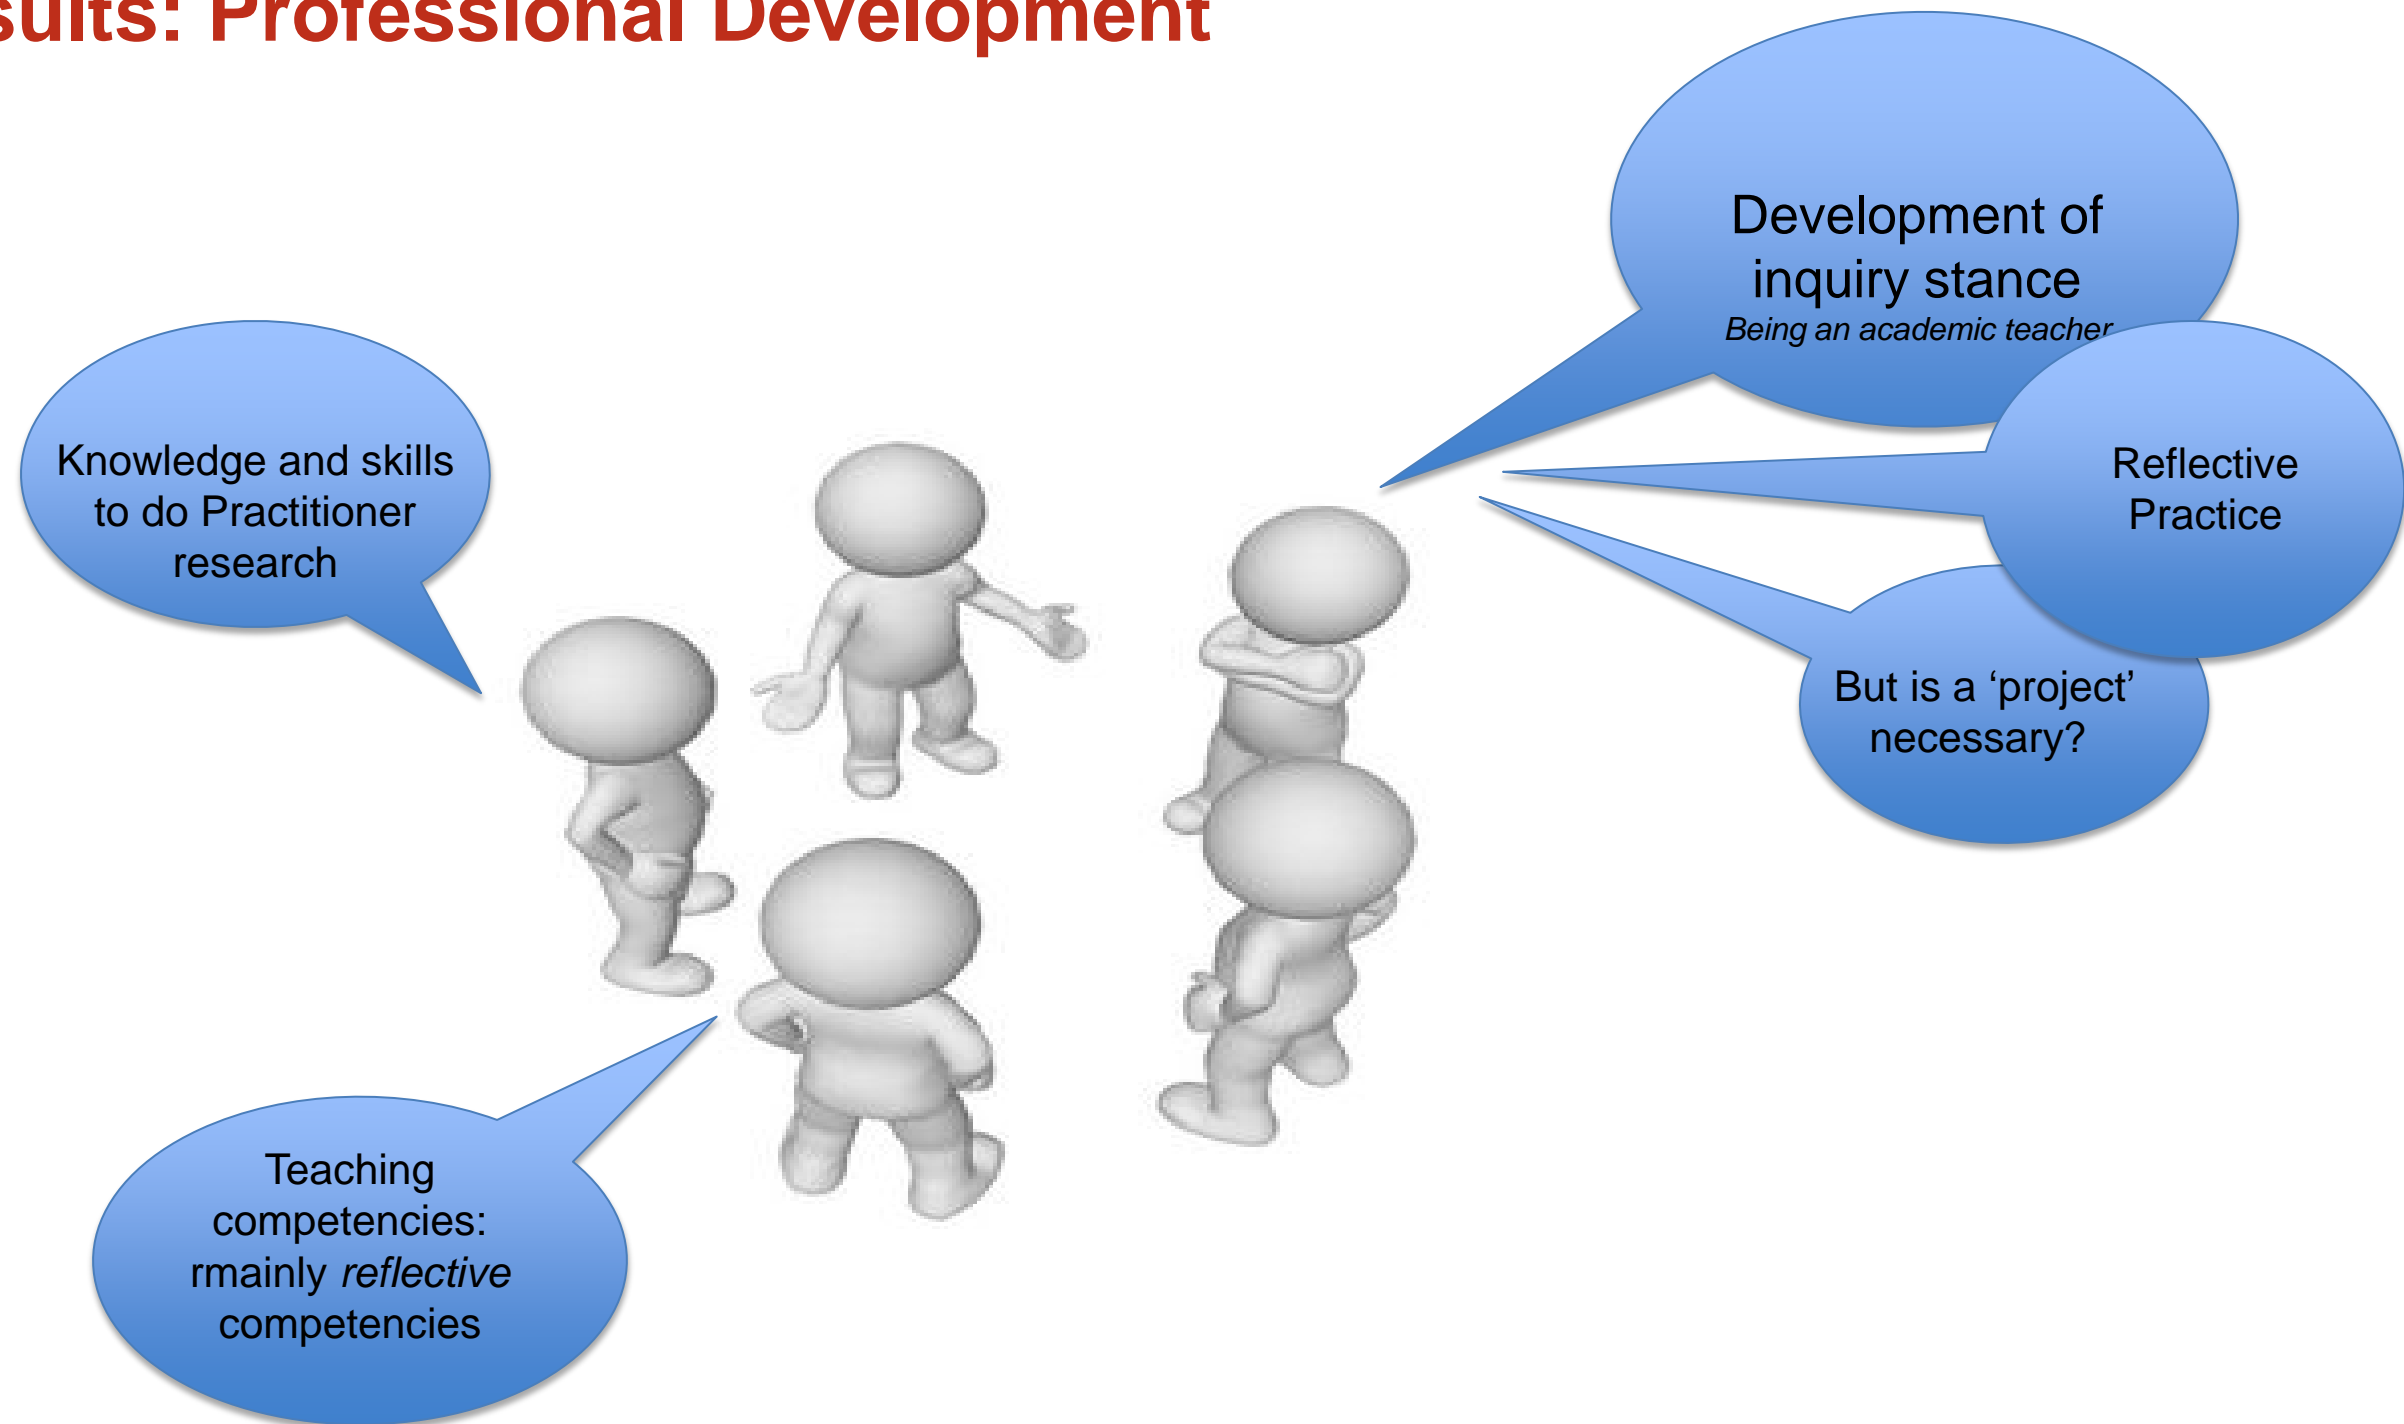 sults: Professional Development
Development of
inquiry stance
Being an academic teacher
Knowledge and skills
to do Practitioner
research
Reflective
Practice
But is a ‘project’
necessary?
Teaching
competencies:
rmainly reflective
competencies